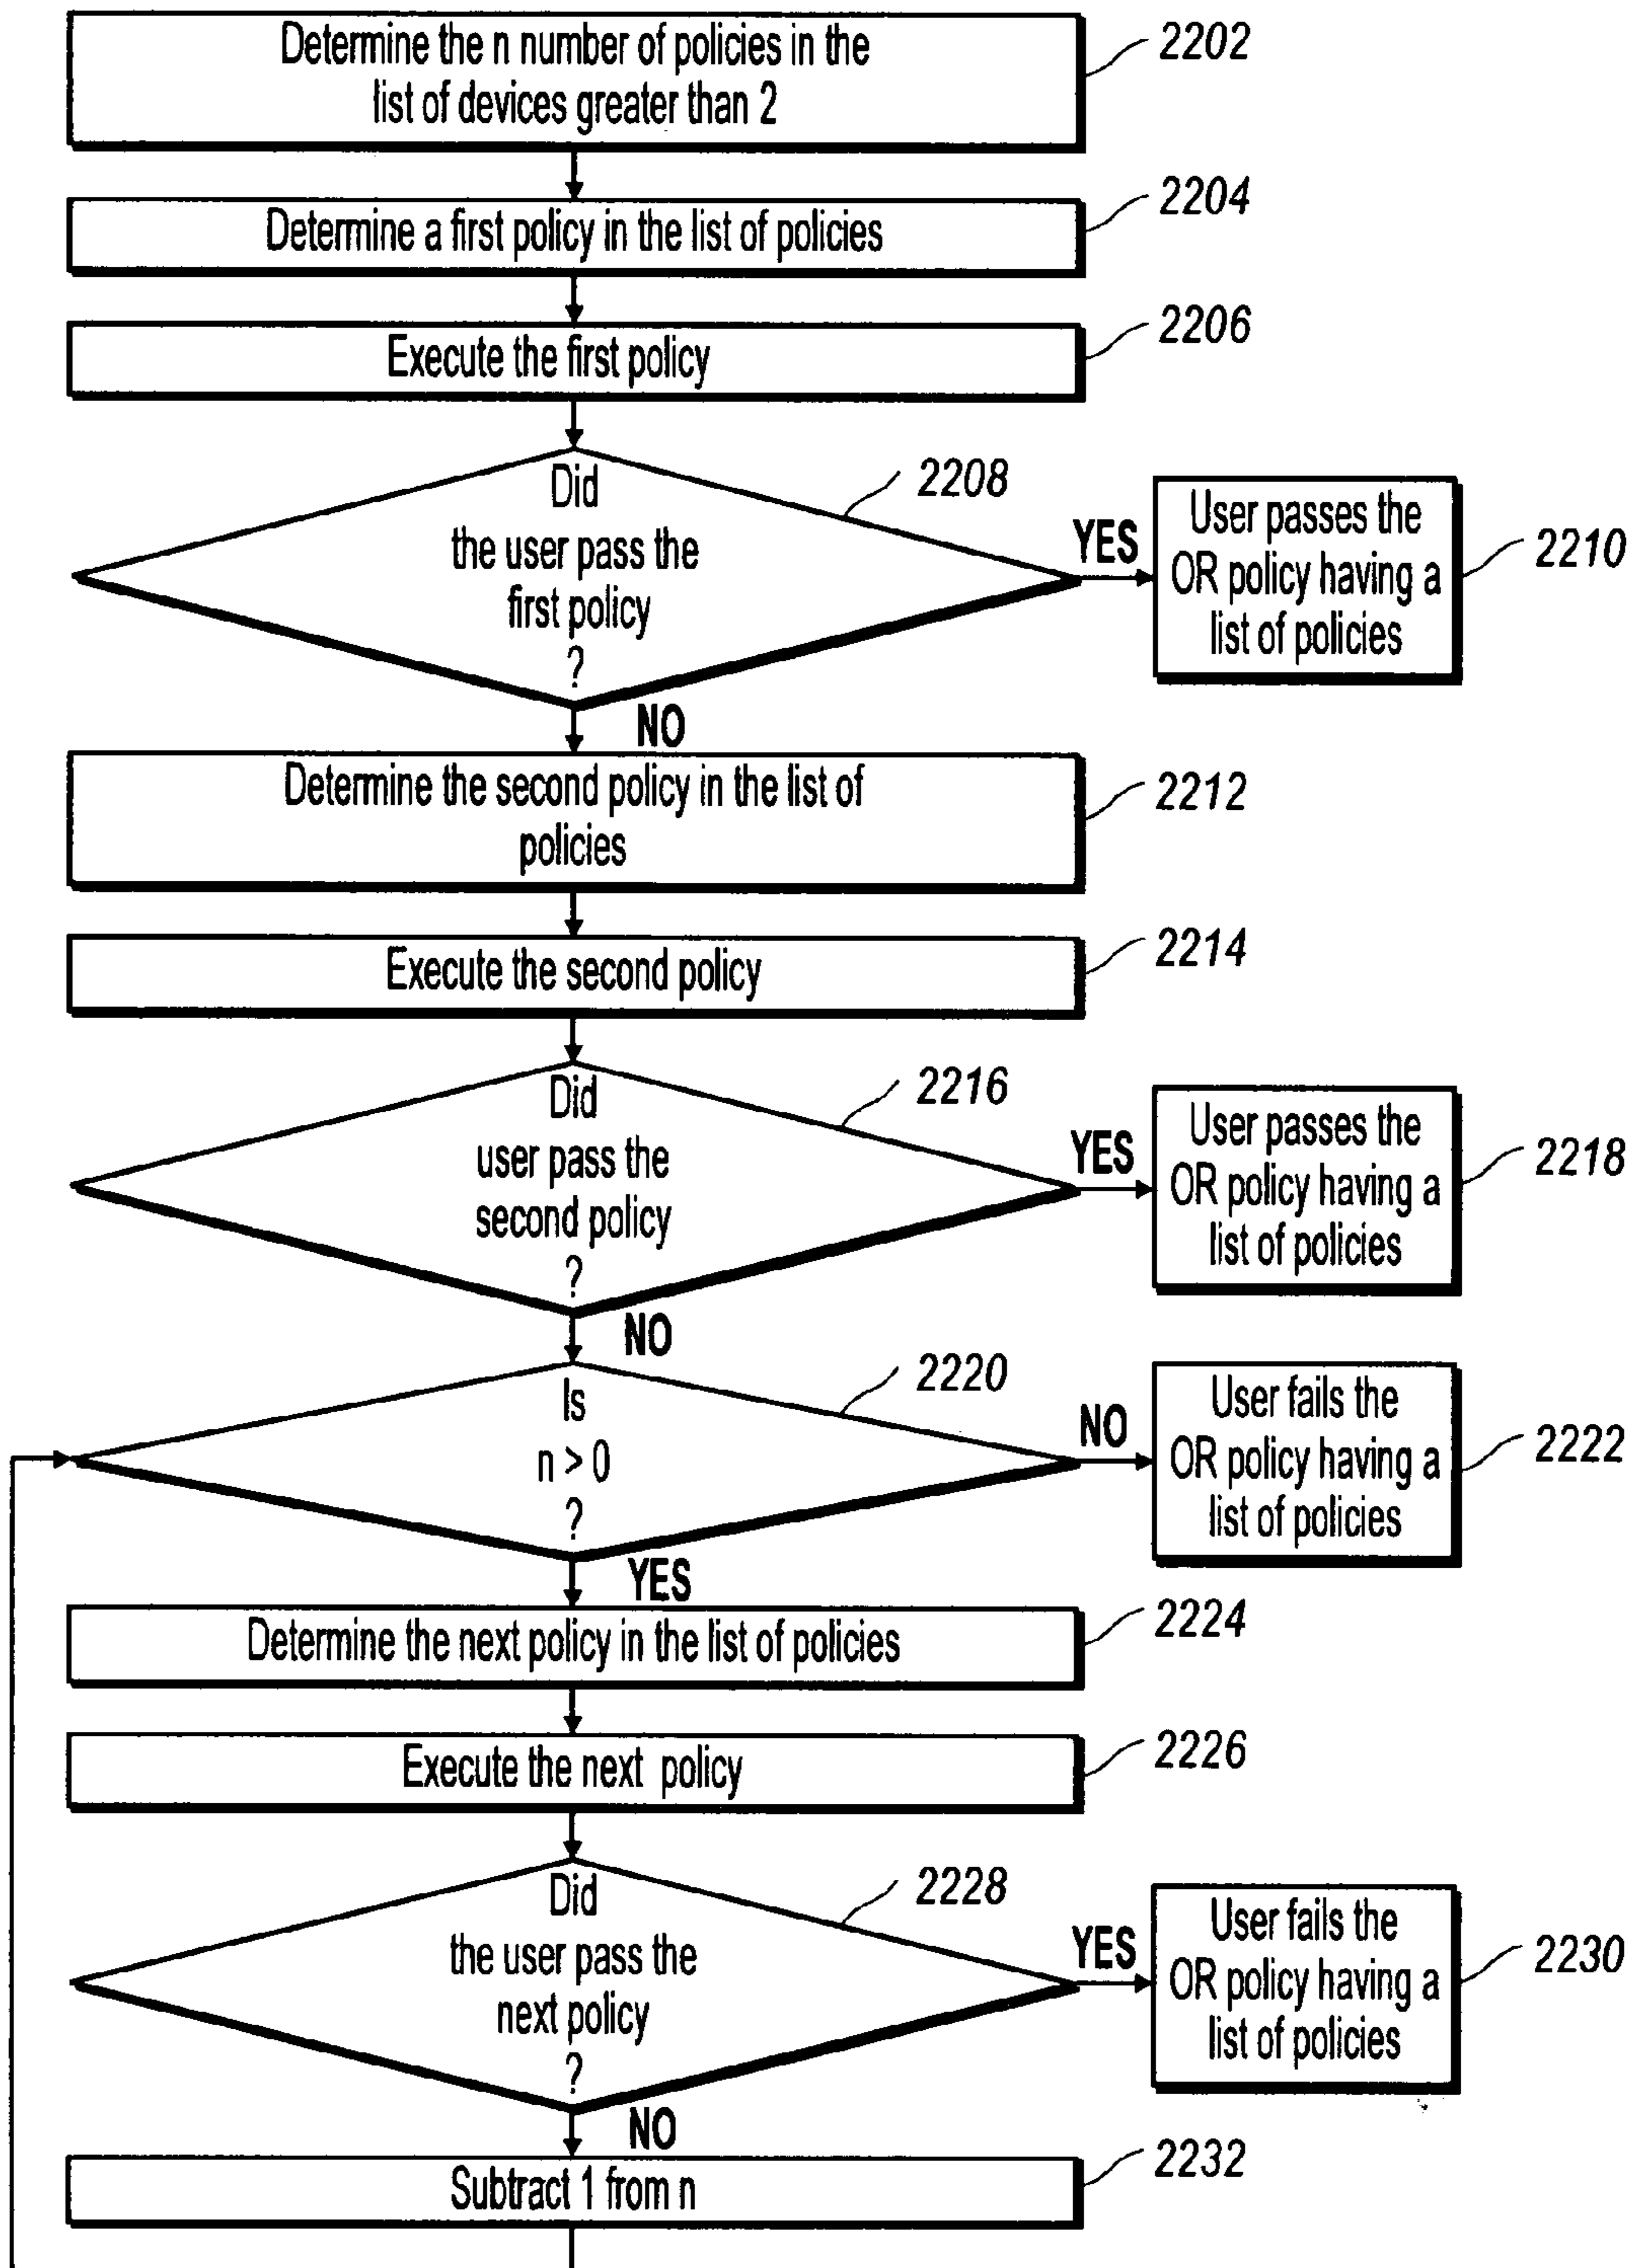 Determine the n number of policies in the
list of devices greater than 2
2202
Determine a first policy in the list of policies
2204
Execute the first policy
2206
Did
the user pass the
first policy
?
2208
YES
User passes the
OR policy having a
list of policies
2210
NO
Determine the second policy in the list of
policies
2212
Execute the second policy
2214
Did
user pass the
second policy
?
2216
YES
User passes the
OR policy having a
list of policies
2218
NO
Is
n > 0
?
2220
NO
User fails the
OR policy having a
list of policies
2222
YES
Determine the next policy in the list of policies
2224
Execute the next policy
2226
Did
the user pass the
next policy
?
2228
YES
User fails the
OR policy having a
list of policies
2230
NO
Subtract 1 from n
2232